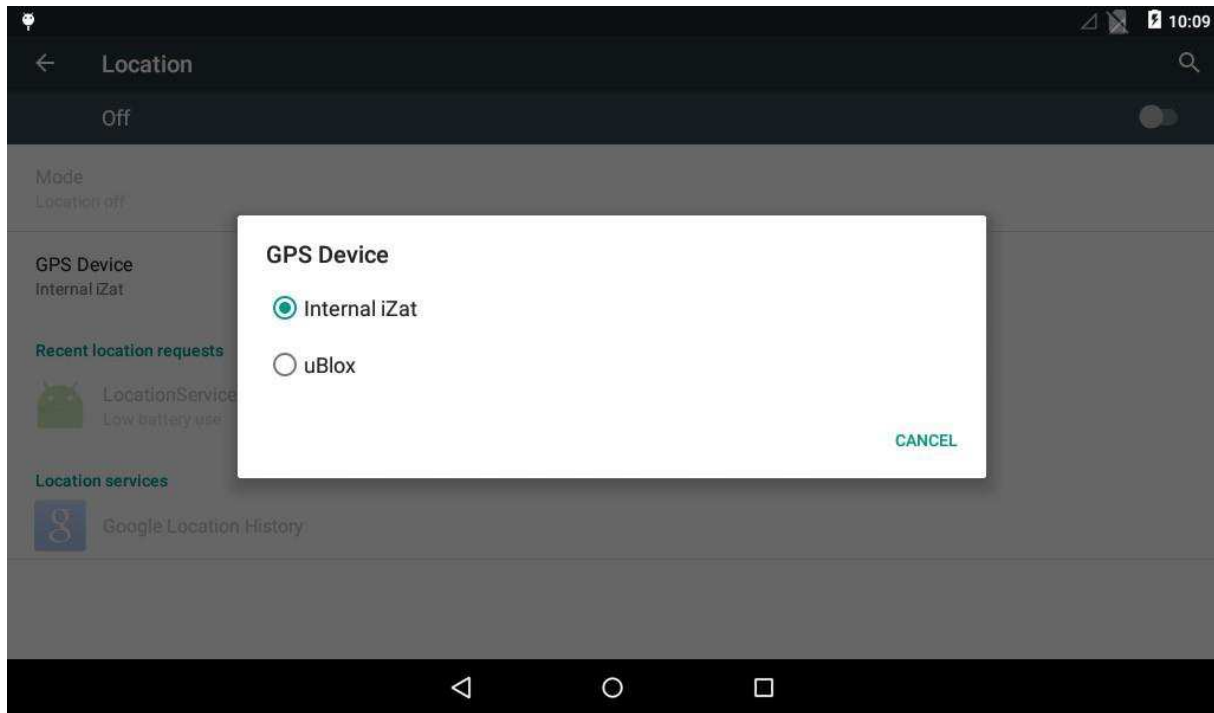 10:09
Location
Off
Mode
Location off
GPS Device
Internal iZat
Recent location requests
LocationService
Low battery use
Location services
Google Location History
GPS Device
Internal iZat
uBlox
CANCEL